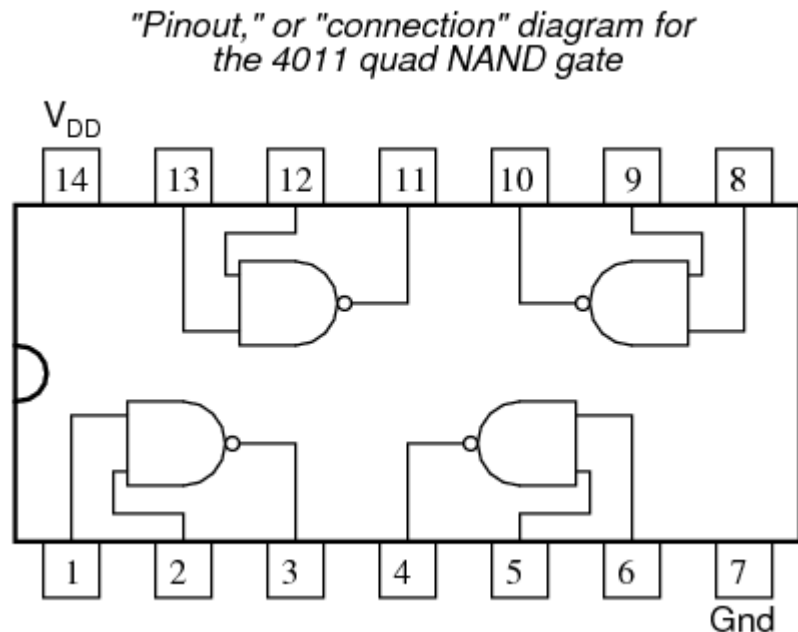 "Pinout," or "connection" diagram for
the 4011 quad NAND gate
VDD
14 13 12 11 10 9 8
1 2 3 4 5 6 7
Gnd